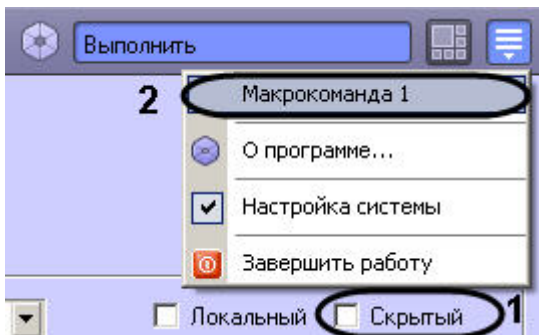 Выполнить
2 Макрокоманда 1
О программе...
Настройка системы
Завершить работу
Локальный Скрытый 1